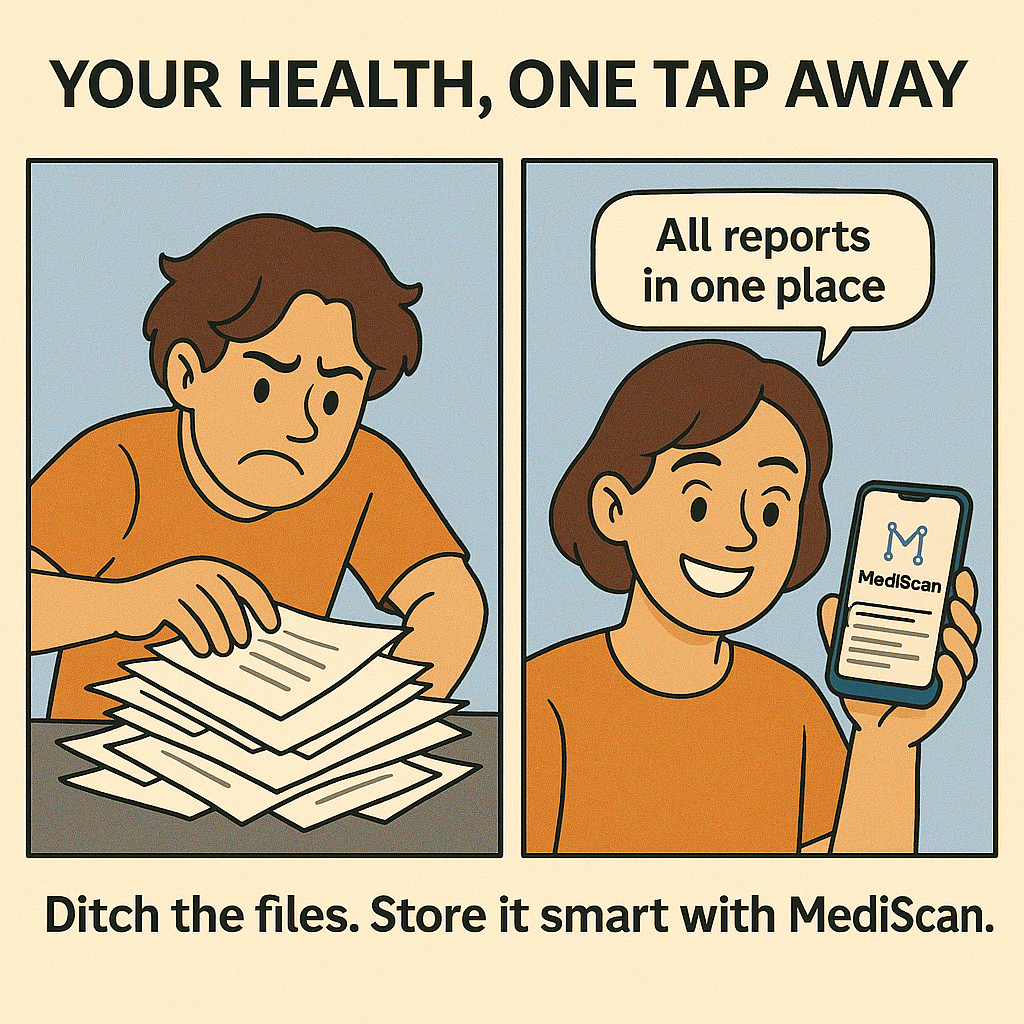 YOUR HEALTH, ONE TAP AWAY
All reports
in one place
MediScan
Ditch the files. Store it smart with MediScan.